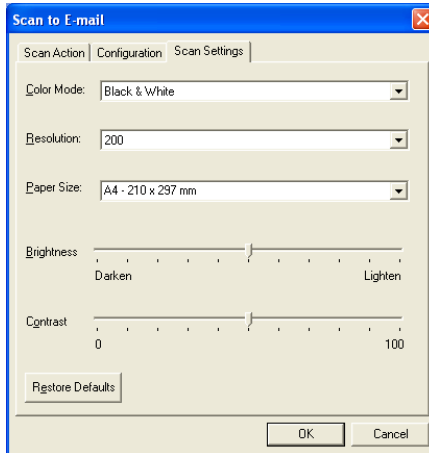 Scan to E-mail
Scan Action Configuration Scan Settings
Color Mode: Black & White
Resolution: 200
Paper Size: A4 - 210 x 297 mm
Brightness
Darken Lighten
Contrast
0 100
Restore Defaults
OK Cancel